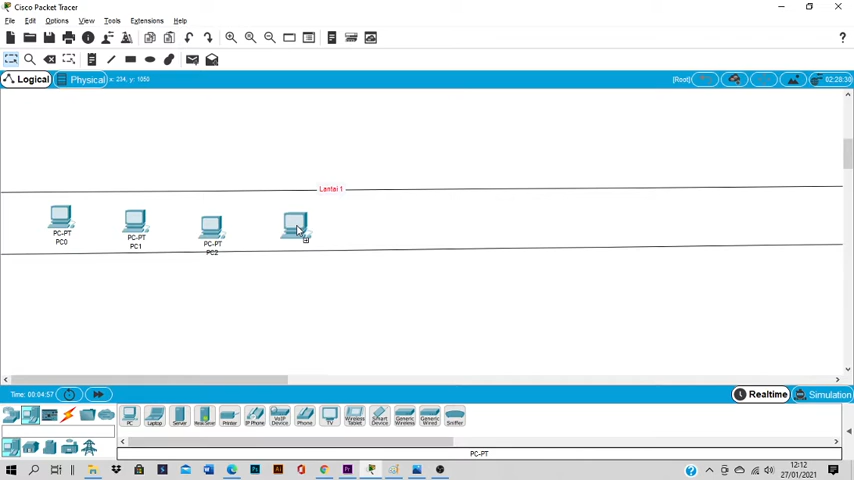 Cisco Packet Tracer
File Edit Options View Tools Extensions Help
Logical Physical x: 234, y: 1050 [Root] 02:28:30
Lantai 1
PC-PT
PC0
PC-PT
PC1
PC-PT
PC2
Time: 00:04:57 Realtime Simulation
PC Laptop Server Printer IP Phone VoIP Device Phone TV Wireless Tablet Smart Device Generic Wireless Generic Wired Sniffer
PC-PT
12:12
27/01/2021